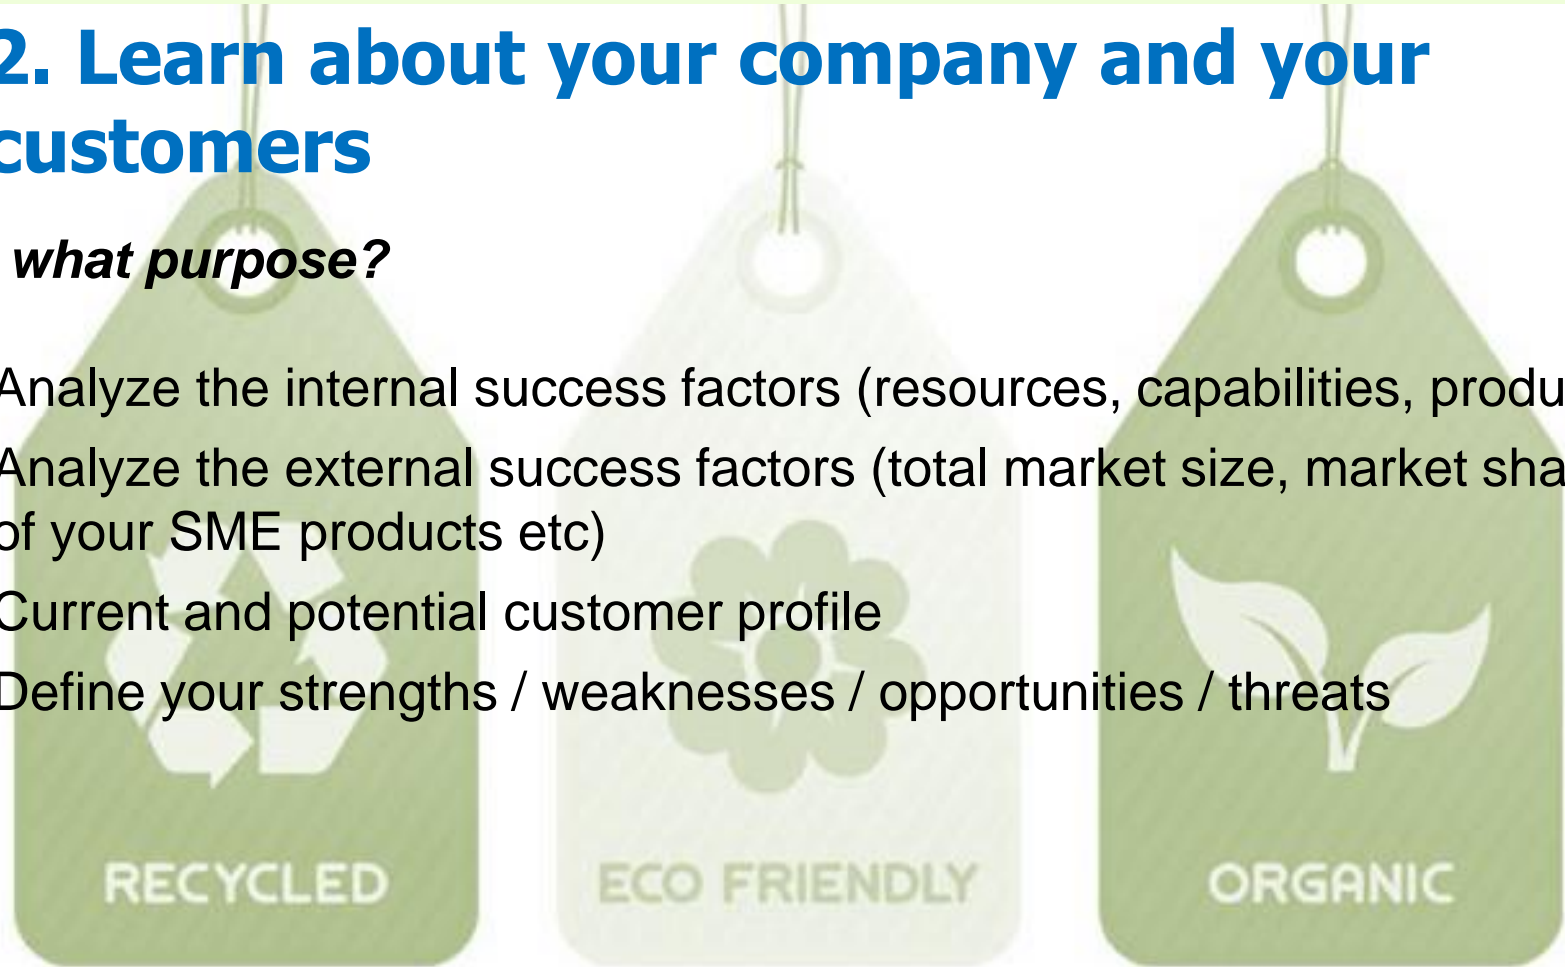 2. Learn about your company and your
customers
what purpose?
Analyze the internal success factors (resources, capabilities, produ
Analyze the external success factors (total market size, market sha
of your SME products etc)
Current and potential customer profile
Define your strengths / weaknesses / opportunities / threats
RECYCLED
ECO FRIENDLY
ORGANIC